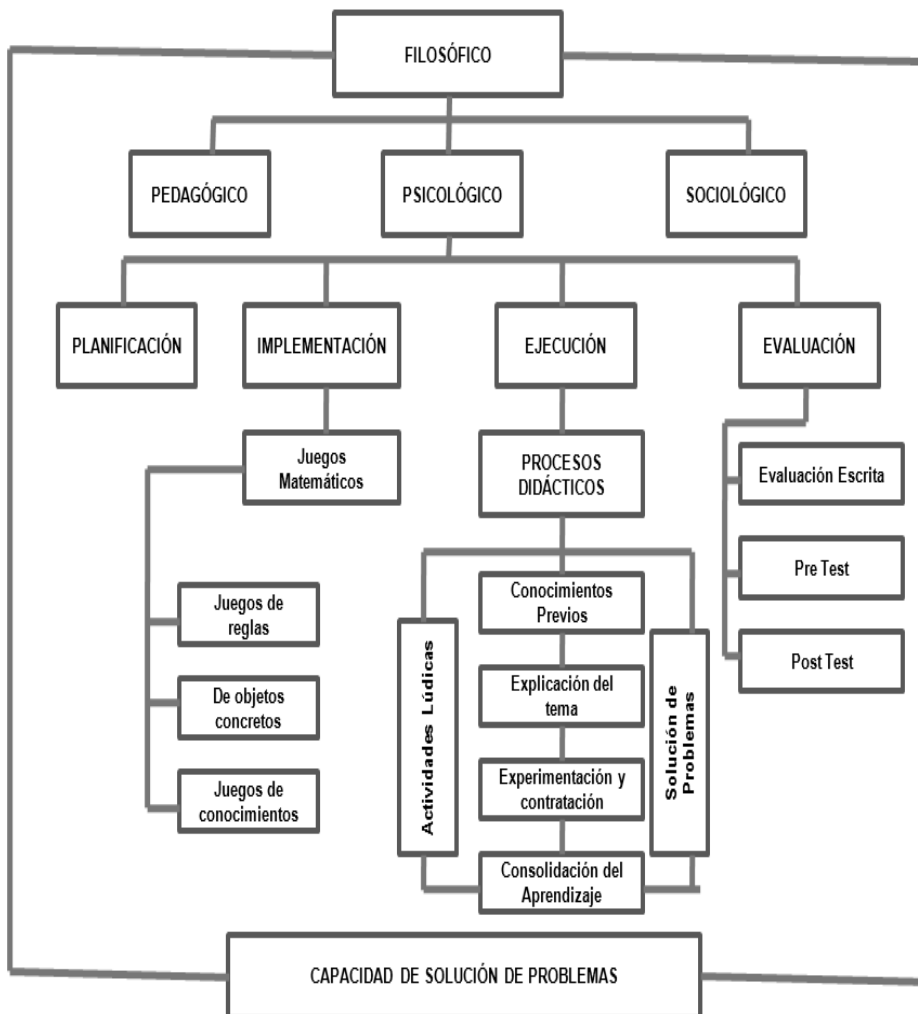 FILOSÓFICO
PEDAGÓGICO
PSICOLÓGICO
SOCIOLÓGICO
PLANIFICACIÓN
IMPLEMENTACIÓN
EJECUCIÓN
EVALUACIÓN
Juegos
Matemáticos
Juegos de
reglas
De objetos
concretos
Juegos de
conocimientos
PROCESOS
DIDÁCTICOS
Actividades Lúdicas
Conocimientos
Previos
Explicación del
tema
Experimentación y
contratación
Consolidación del
Aprendizaje
Solución de
Problemas
Evaluación Escrita
Pre Test
Post Test
CAPACIDAD DE SOLUCIÓN DE PROBLEMAS